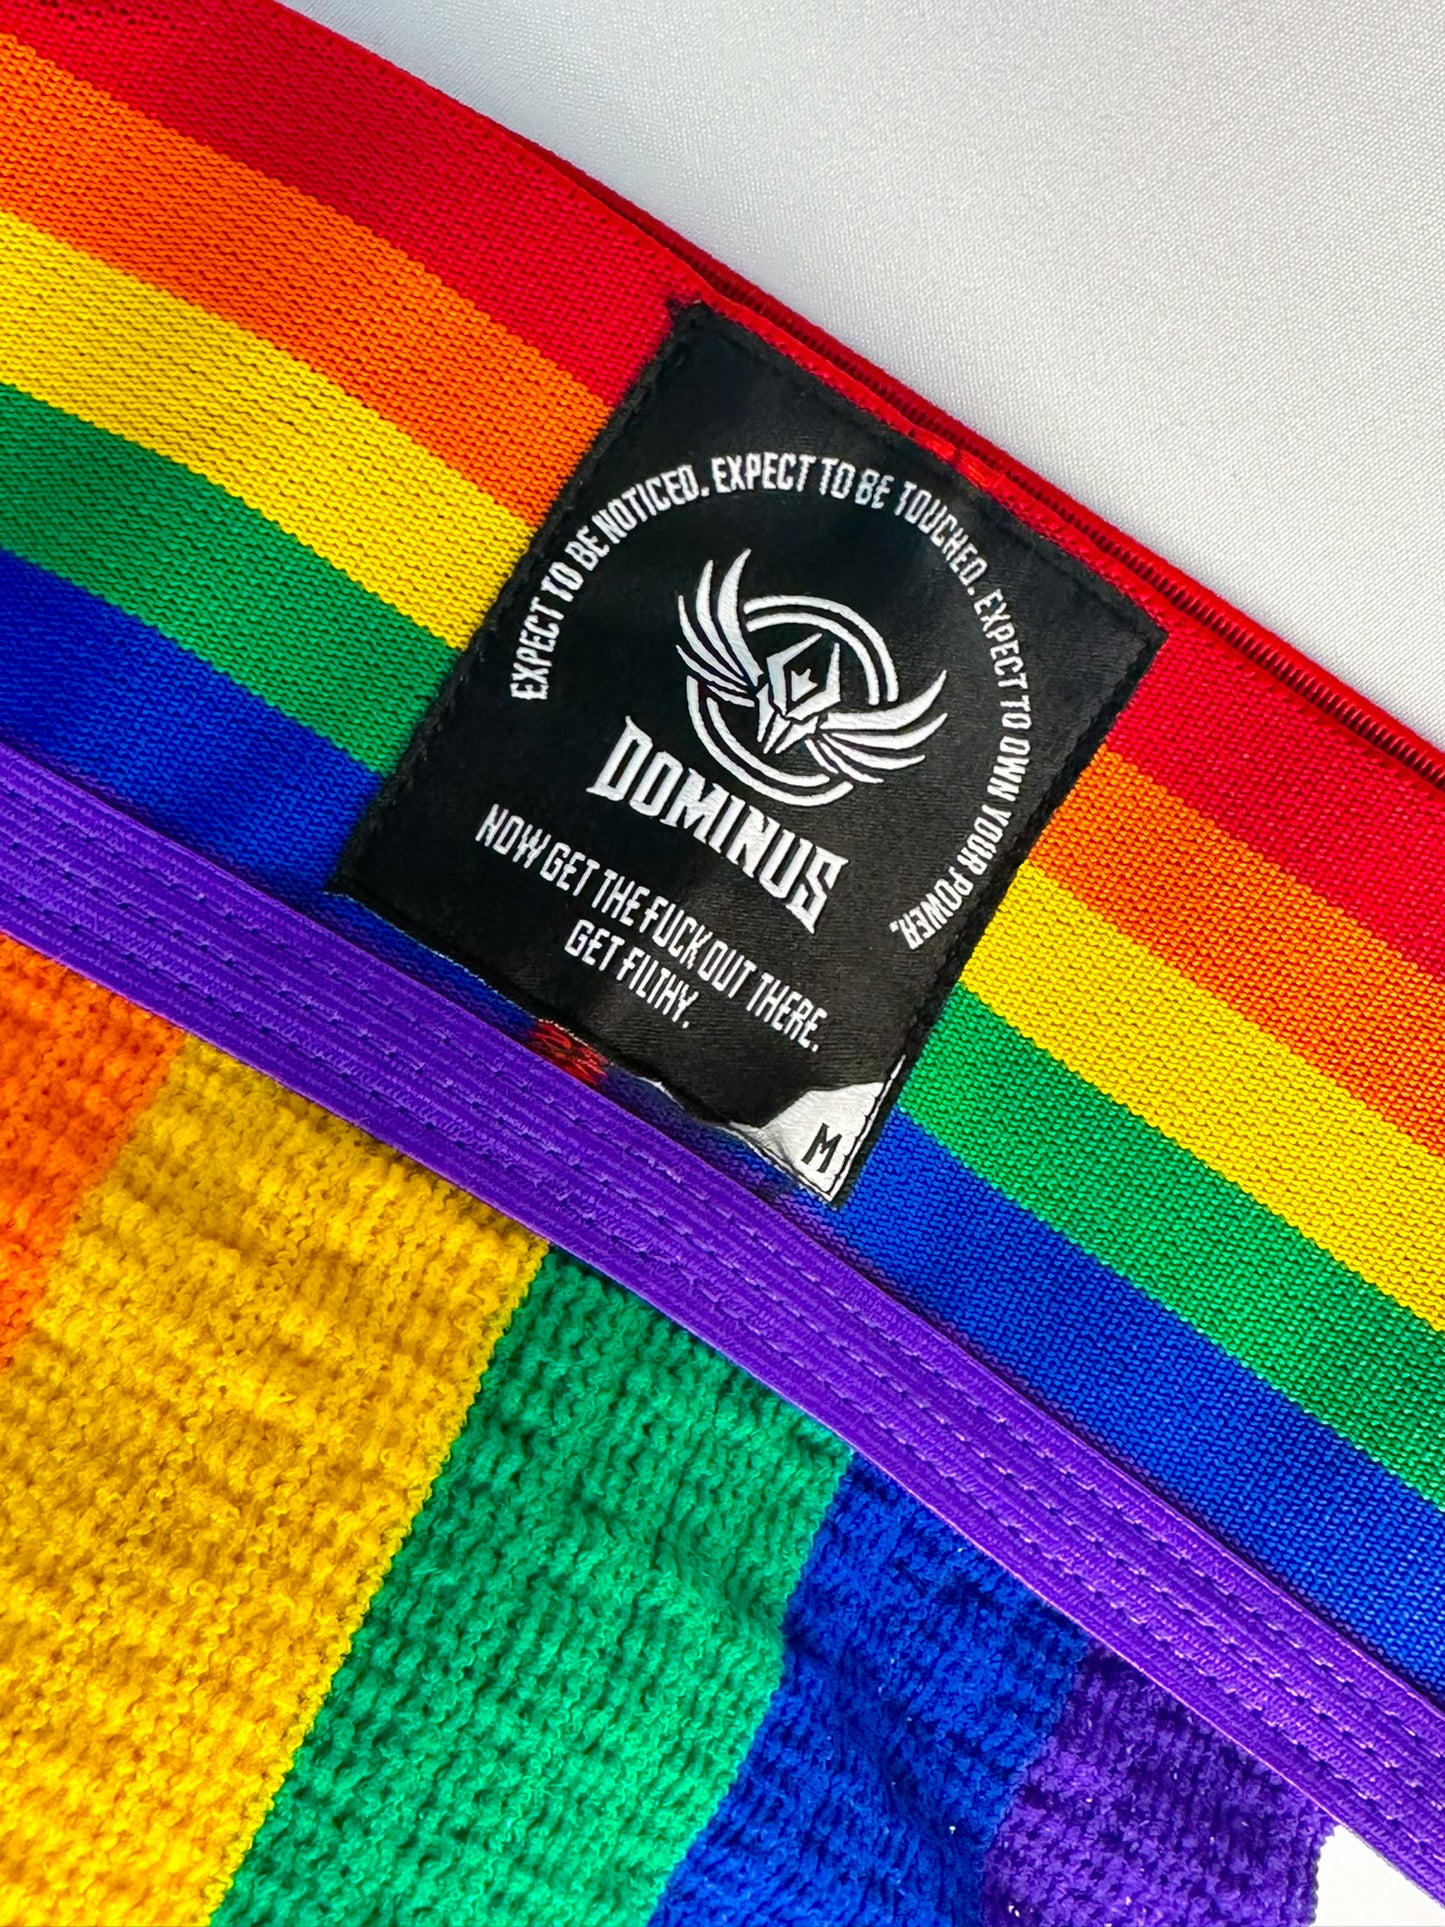 EXPECT TO BE NOTICED. EXPECT TO BE TOUCHED. EXPECT TO OWN YOUR POWER.
DOMINUS
NOW GET THE FUCK OUT THERE.
GET FILTHY.
M